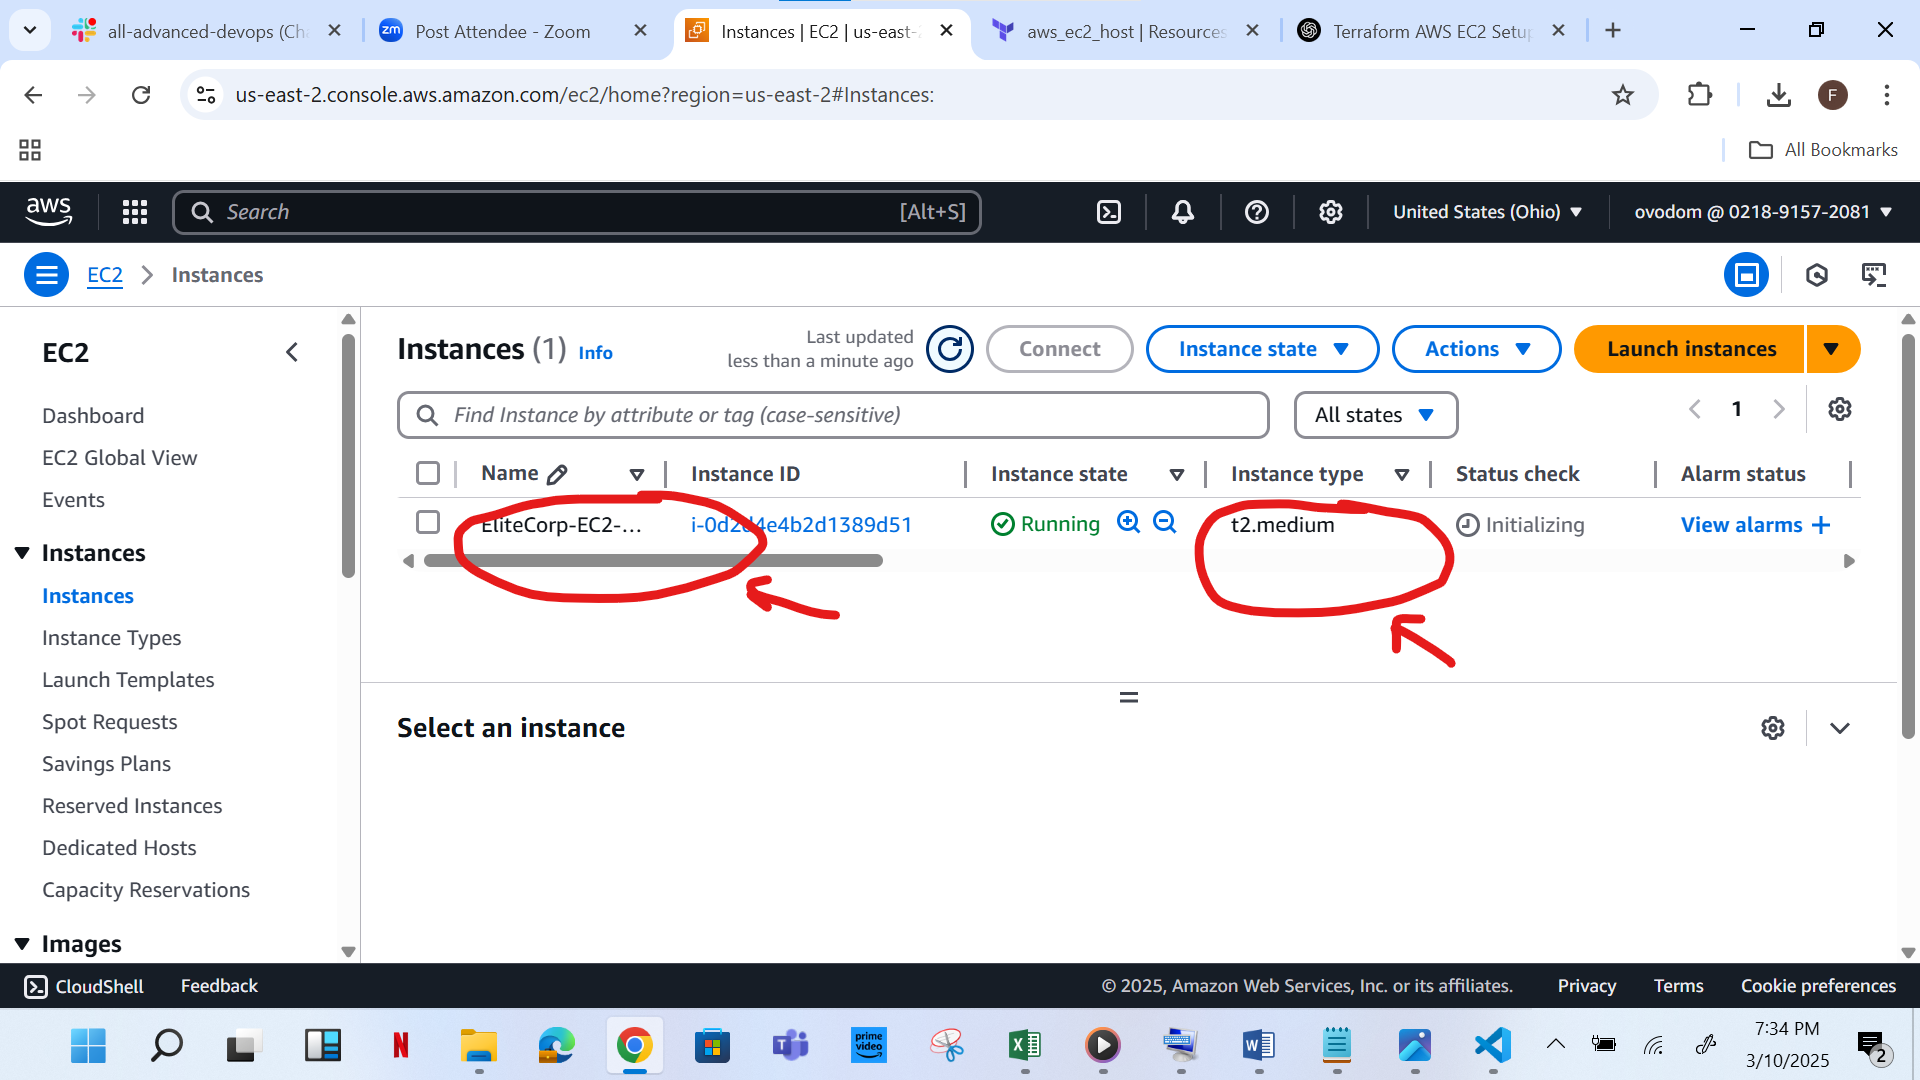 all-advanced-devops (Cha
Post Attendee - Zoom
Instances | EC2 | us-east-2
aws_ec2_host | Resources
Terraform AWS EC2 Setup
us-east-2.console.aws.amazon.com/ec2/home?region=us-east-2#Instances:
F
All Bookmarks
aws
Search
[Alt+S]
United States (Ohio)
ovodom @ 0218-9157-2081
EC2
Instances
EC2
Dashboard
EC2 Global View
Events
Instances
Instances
Instance Types
Launch Templates
Spot Requests
Savings Plans
Reserved Instances
Dedicated Hosts
Capacity Reservations
Images
Instances (1) Info
Last updated
less than a minute ago
Connect
Instance state
Actions
Launch instances
Find Instance by attribute or tag (case-sensitive)
All states
1
Name
Instance ID
Instance state
Instance type
Status check
Alarm status
EliteCorp-EC2-...
i-0d2d4e4b2d1389d51
Running
t2.medium
Initializing
View alarms +
Select an instance
CloudShell
Feedback
© 2025, Amazon Web Services, Inc. or its affiliates.
Privacy
Terms
Cookie preferences
zm
N
prime
video
7:34 PM
3/10/2025
2